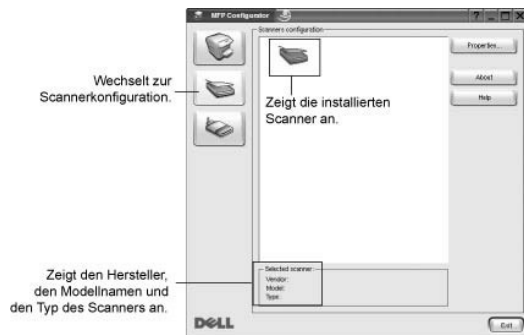 MFP Configurator
Scanners configuration
Properties...
About
Help
Wechselt zur
Scannerkonfiguration.
Zeigt die installierten
Scanner an.
Zeigt den Hersteller,
den Modellnamen und
den Typ des Scanners an.
Selected scanner:
Vendor:
Model:
Type:
DELL
Exit